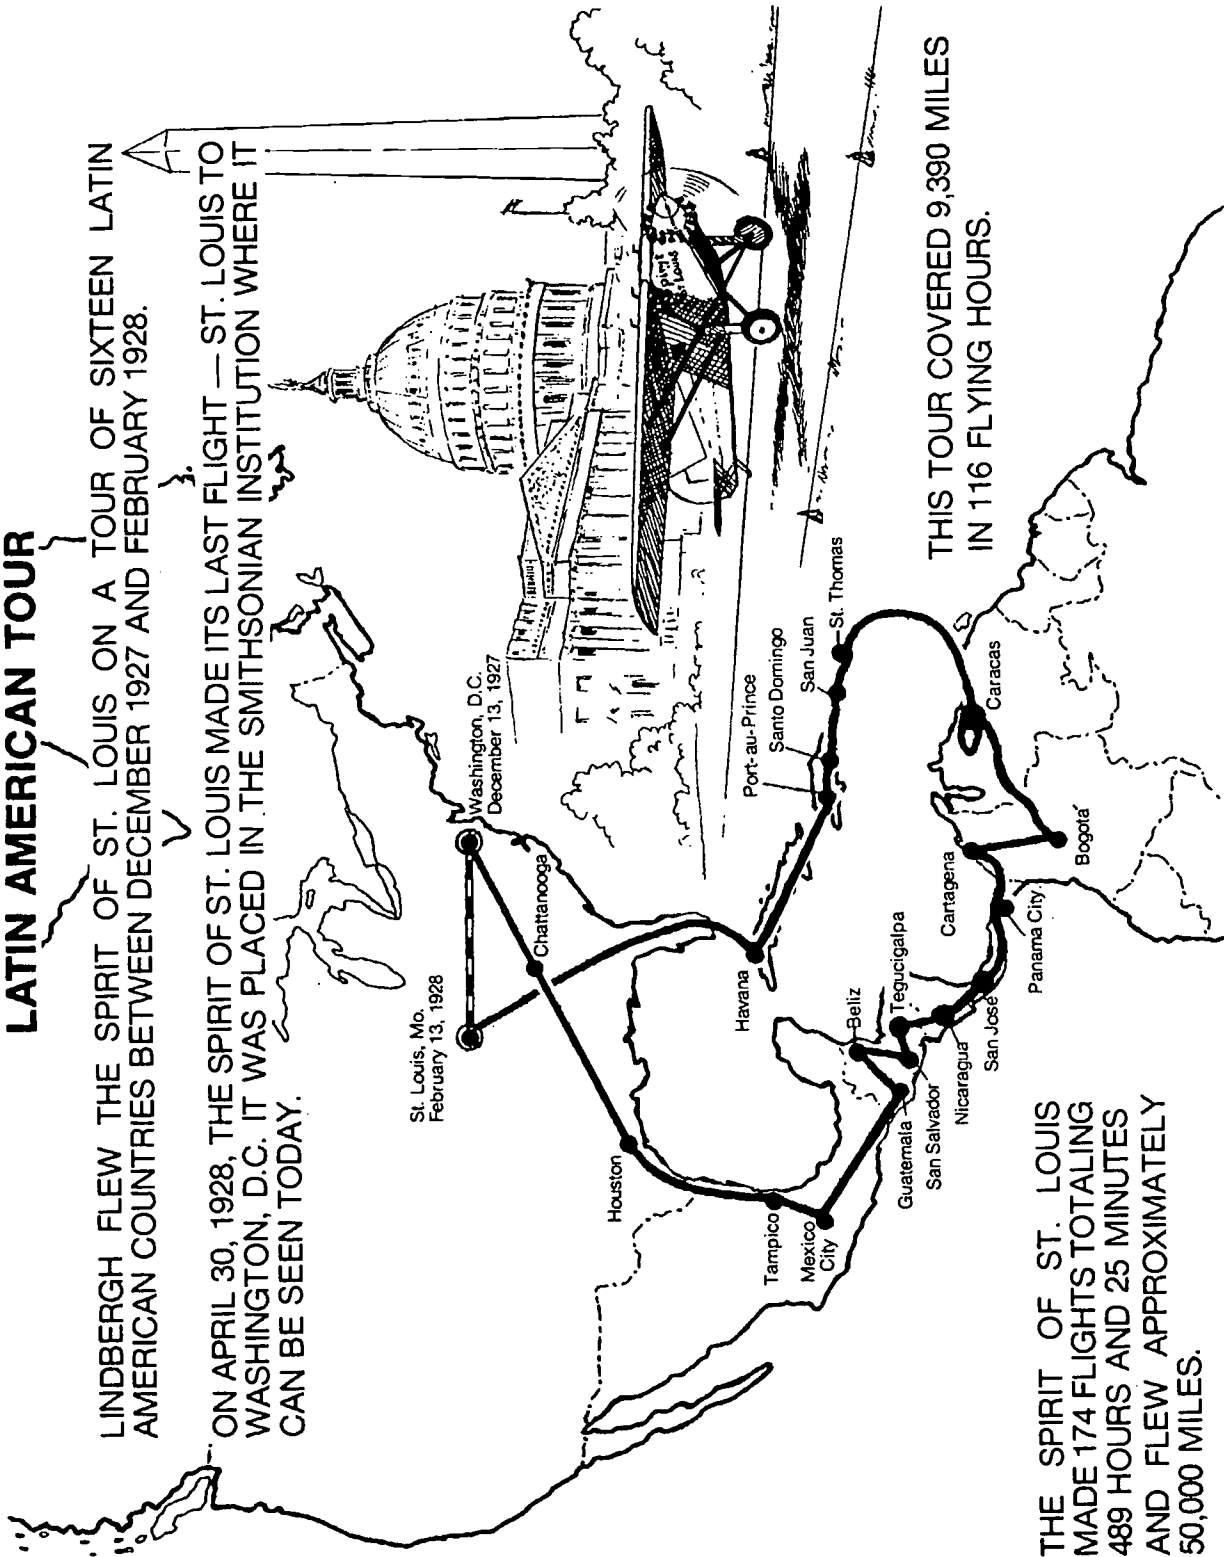 LATIN AMERICAN TOUR
LINDBERGH FLEW THE SPIRIT OF ST. LOUIS ON A TOUR OF SIXTEEN LATIN
AMERICAN COUNTRIES BETWEEN DECEMBER 1927 AND FEBRUARY 1928.
ON APRIL 30, 1928, THE SPIRIT OF ST. LOUIS MADE ITS LAST FLIGHT — ST. LOUIS TO
WASHINGTON, D.C. IT WAS PLACED IN THE SMITHSONIAN INSTITUTION WHERE IT
CAN BE SEEN TODAY.
St. Louis, Mo.
February 13, 1928
Washington, D.C.
December 13, 1927
Chattanooga
Houston
Tampico
Mexico
City
Havana
Port-au-Prince
Santo Domingo
San Juan
St. Thomas
Beliz
Guatemala
San Salvador
Tegucigalpa
Nicaragua
San José
Panama City
Cartagena
Bogotá
Caracas
Spirit
St. Louis
THIS TOUR COVERED 9,390 MILES
IN 116 FLYING HOURS.
THE SPIRIT OF ST. LOUIS
MADE 174 FLIGHTS TOTALING
489 HOURS AND 25 MINUTES
AND FLEW APPROXIMATELY
50,000 MILES.